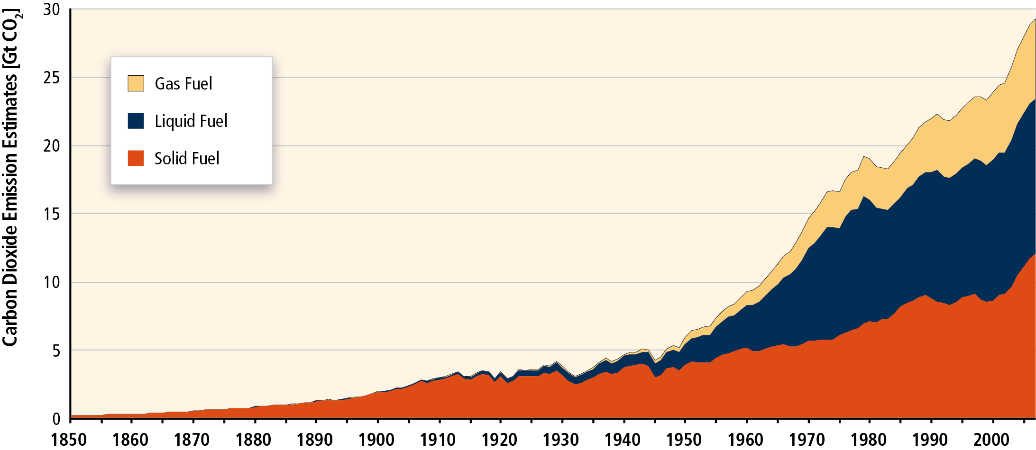 Carbon Dioxide Emission Estimates [Gt CO₂]
30
25
20
15
10
5
0
Gas Fuel
Liquid Fuel
Solid Fuel
1850 1860 1870 1880 1890 1900 1910 1920 1930 1940 1950 1960 1970 1980 1990 2000